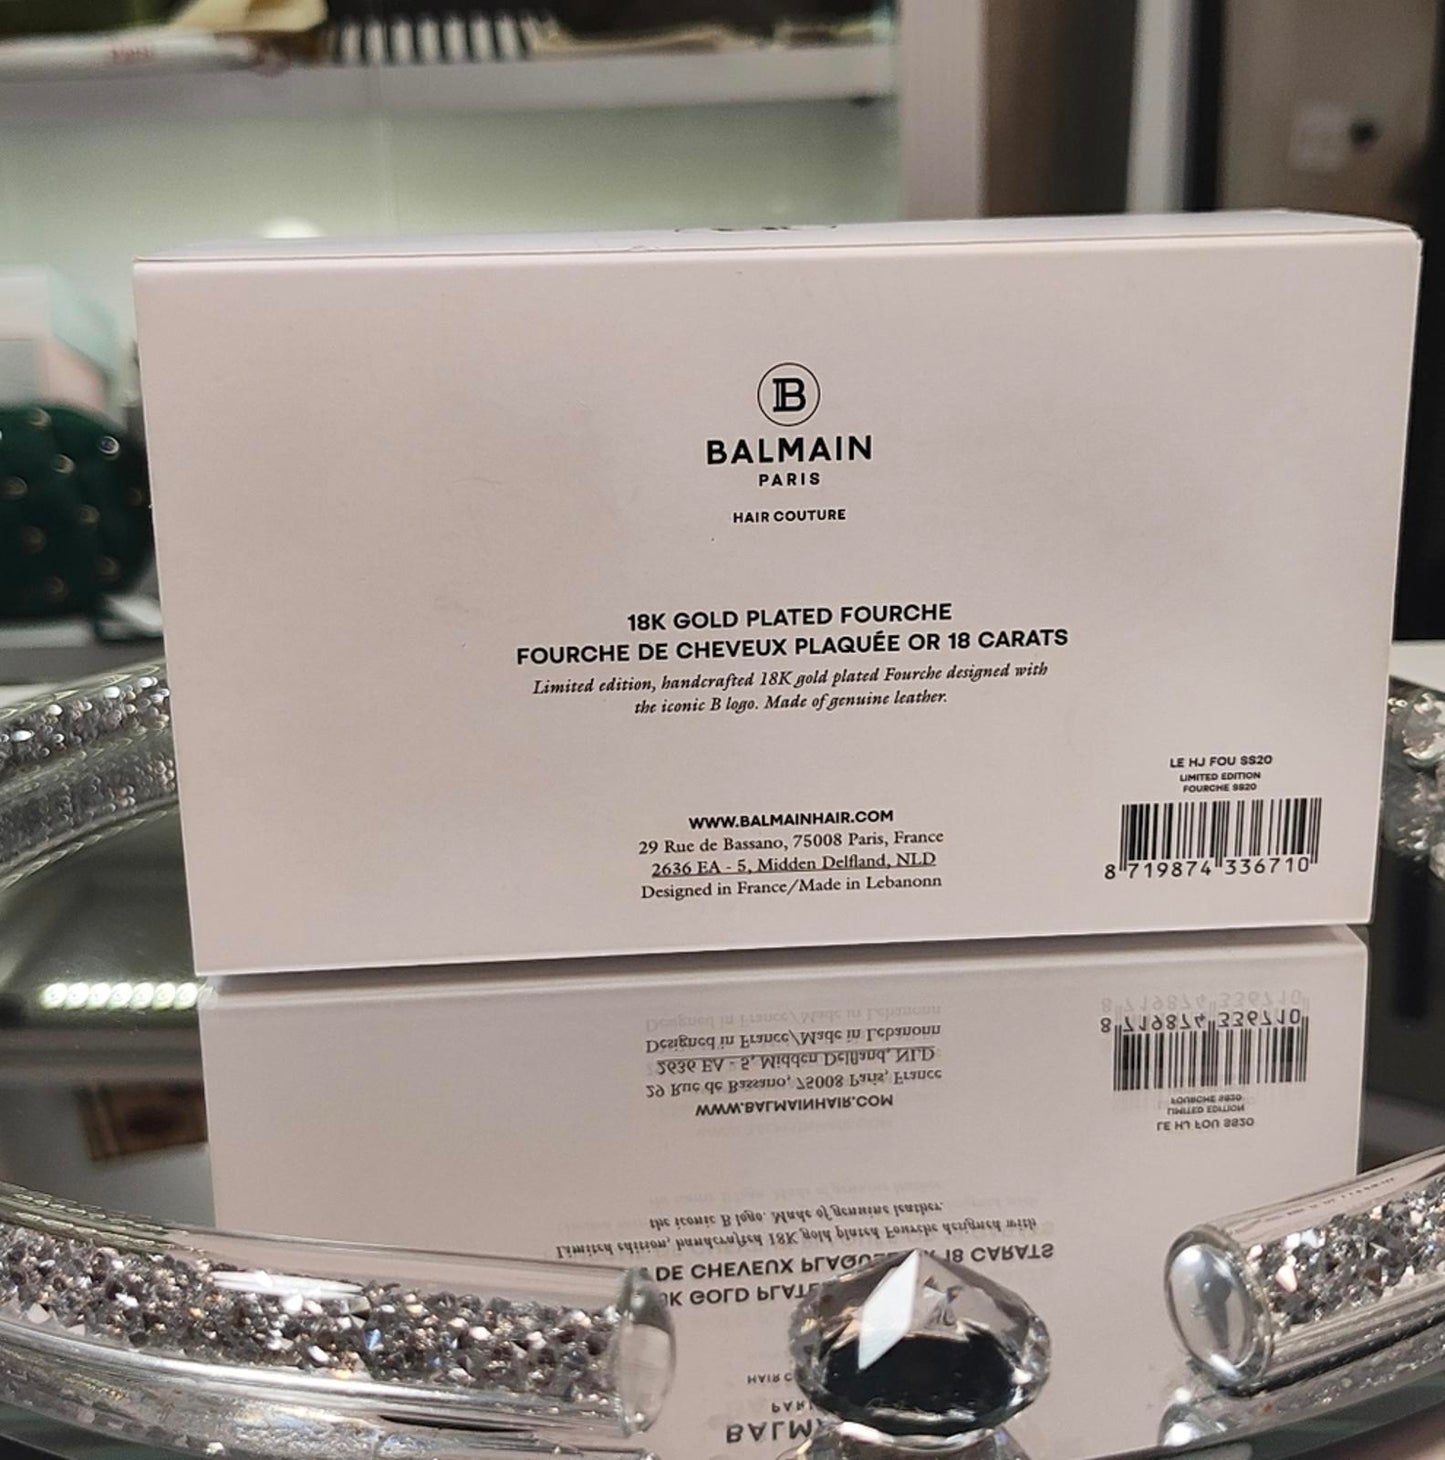 B
BALMAIN
PARIS
HAIR COUTURE
18K GOLD PLATED FOURCHE
FOURCHE DE CHEVEUX PLAQUÉE OR 18 CARATS
Limited edition, handcrafted 18K gold plated Fourche designed with
the iconic B logo. Made of genuine leather.
WWW.BALMAINHAIR.COM
29 Rue de Bassano, 75008 Paris, France
2636 EA - 5, Midden Delfland, NLD
Designed in France/Made in Lebanonn
LE HJ FOU SS20
LIMITED EDITION
FOURCHE SS20
8 719874 336710